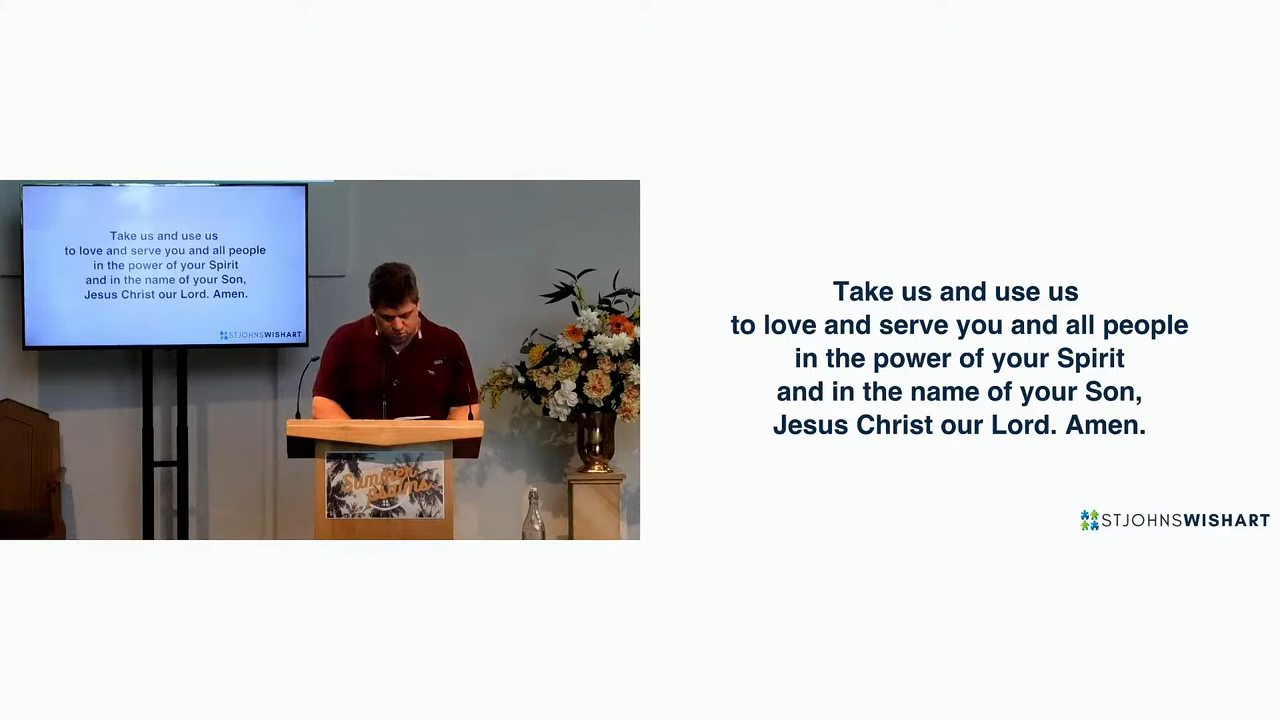 Take us and use us
to love and serve you and all people
in the power of your Spirit
and in the name of your Son,
Jesus Christ our Lord. Amen.
STJOHNSWISHART
Summer
Psalms
Take us and use us
to love and serve you and all people
in the power of your Spirit
and in the name of your Son,
Jesus Christ our Lord. Amen.
STJOHNSWISHART